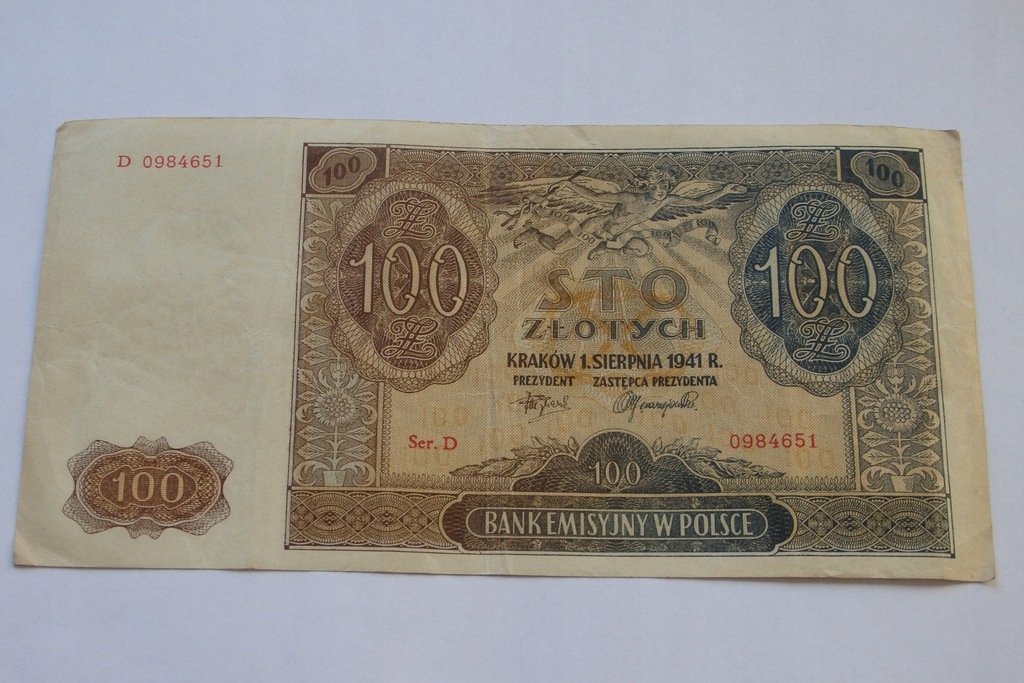 D 0984651
100
100
100
100
STO
ZŁOTYCH
KRAKÓW 1. SIERPNIA 1941 R.
PREZYDENT ZASTĘPCA PREZYDENTA
Ser. D
0984651
100
100
BANK EMISYJNY W POLSCE